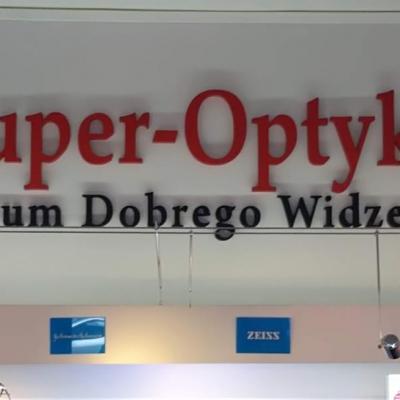 uper-Optyk
um Dobrego Widze
ZEISS